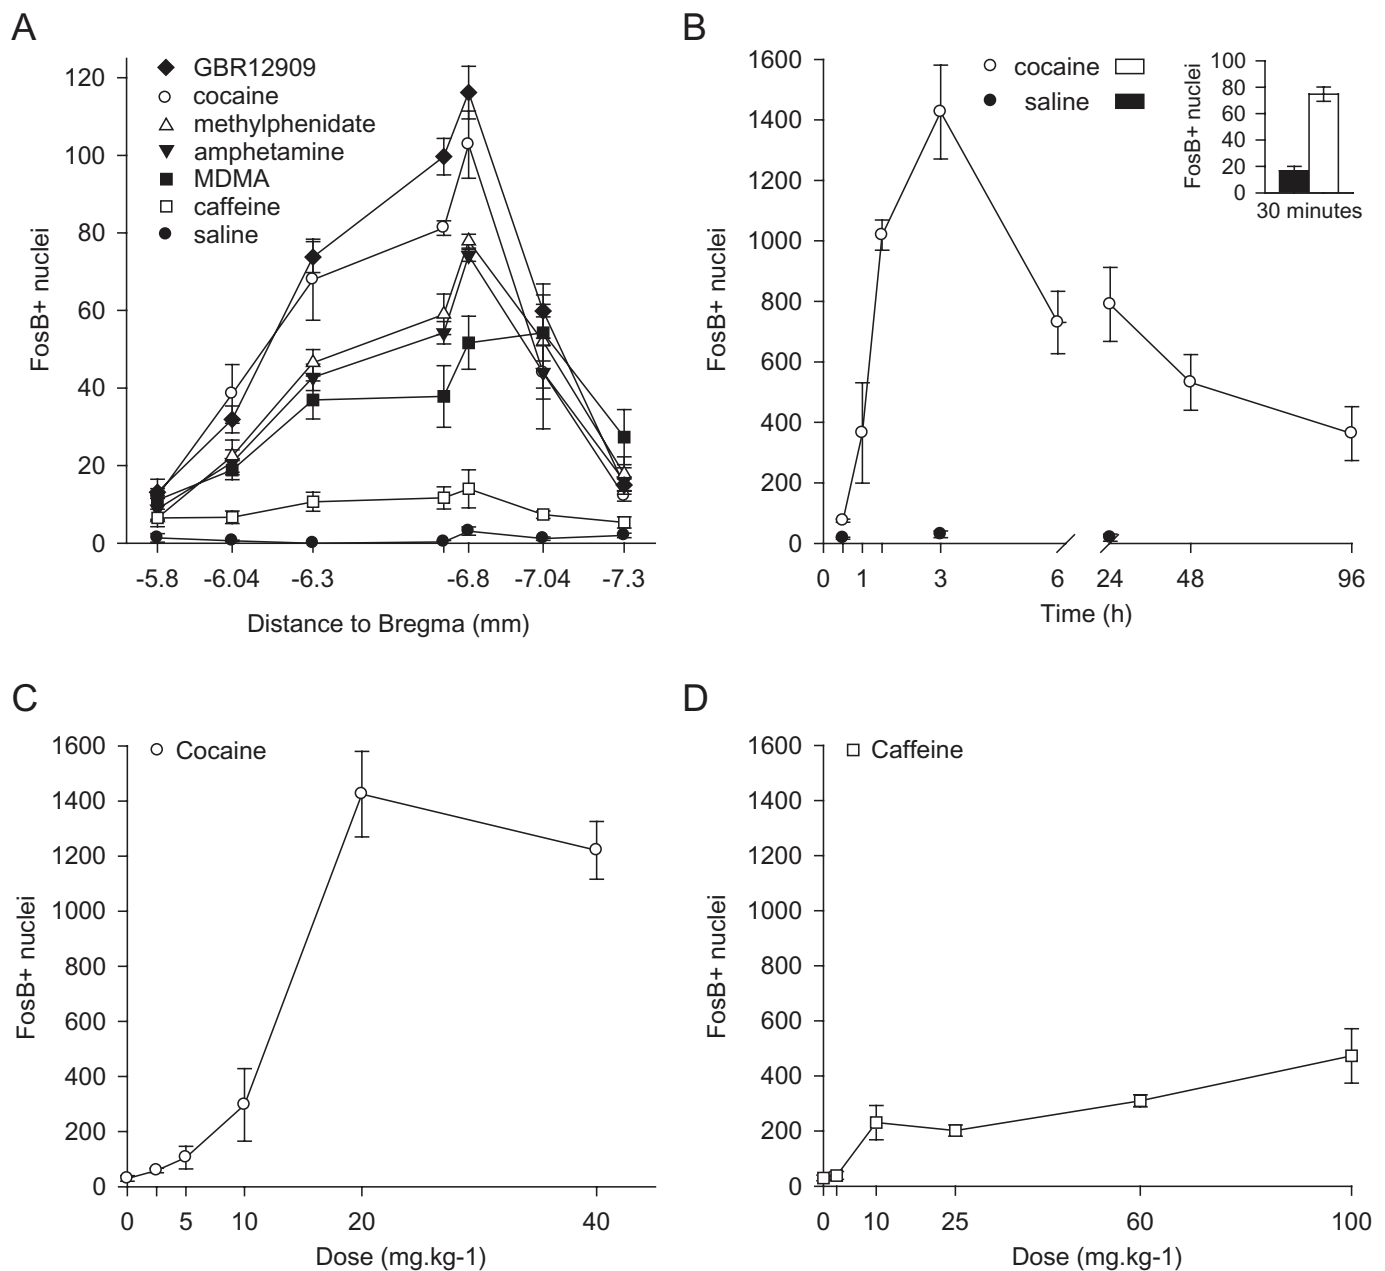 A
GBR12909
cocaine
methylphenidate
amphetamine
MDMA
caffeine
saline
FosB+ nuclei
120
100
80
60
40
20
0
-5.8 -6.04 -6.3 -6.8 -7.04 -7.3
Distance to Bregma (mm)
B
cocaine
saline
FosB+ nuclei
1600
1400
1200
1000
800
600
400
200
0
0 1 3 6 24 48 96
Time (h)
FosB+ nuclei
100
80
60
40
20
0
30 minutes
C
Cocaine
FosB+ nuclei
1600
1400
1200
1000
800
600
400
200
0
0 5 10 20 40
Dose (mg.kg-1)
D
Caffeine
FosB+ nuclei
1600
1400
1200
1000
800
600
400
200
0
0 10 25 60 100
Dose (mg.kg-1)